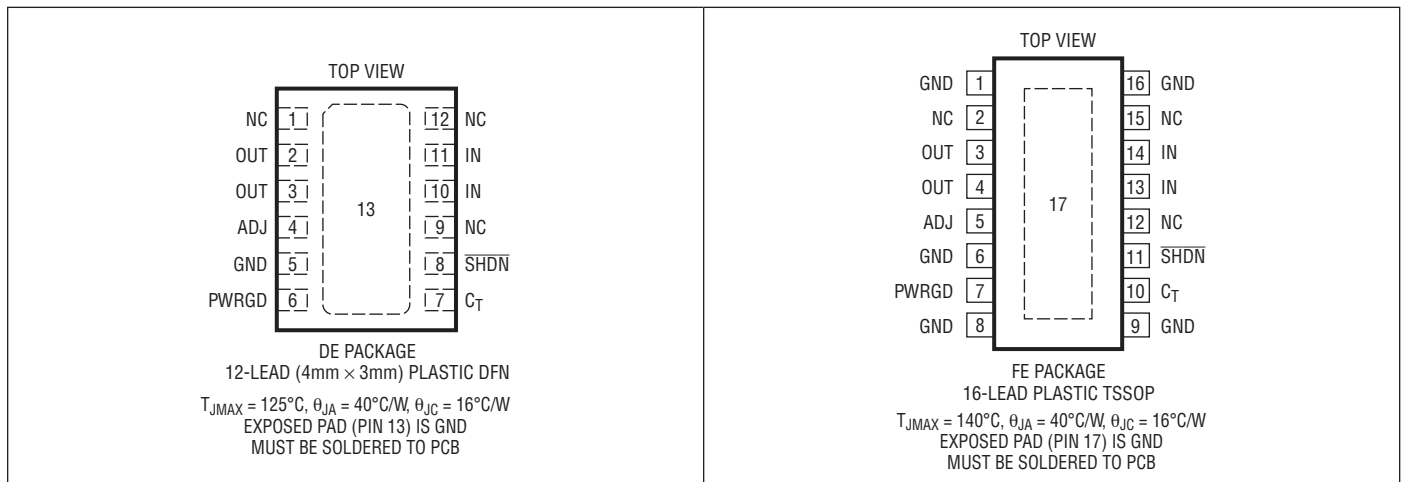 TOP VIEW
NC 1 12 NC
OUT 2 11 IN
OUT 3 10 IN
13
ADJ 4 9 NC
GND 5 8 SHDN
PWRGD 6 7 CT
DE PACKAGE
12-LEAD (4mm × 3mm) PLASTIC DFN
TJMAX = 125°C, θJA = 40°C/W, θJC = 16°C/W
EXPOSED PAD (PIN 13) IS GND
MUST BE SOLDERED TO PCB
TOP VIEW
GND 1 16 GND
NC 2 15 NC
OUT 3 14 IN
OUT 4 13 IN
17
ADJ 5 12 NC
GND 6 11 SHDN
PWRGD 7 10 CT
GND 8 9 GND
FE PACKAGE
16-LEAD PLASTIC TSSOP
TJMAX = 140°C, θJA = 40°C/W, θJC = 16°C/W
EXPOSED PAD (PIN 17) IS GND
MUST BE SOLDERED TO PCB